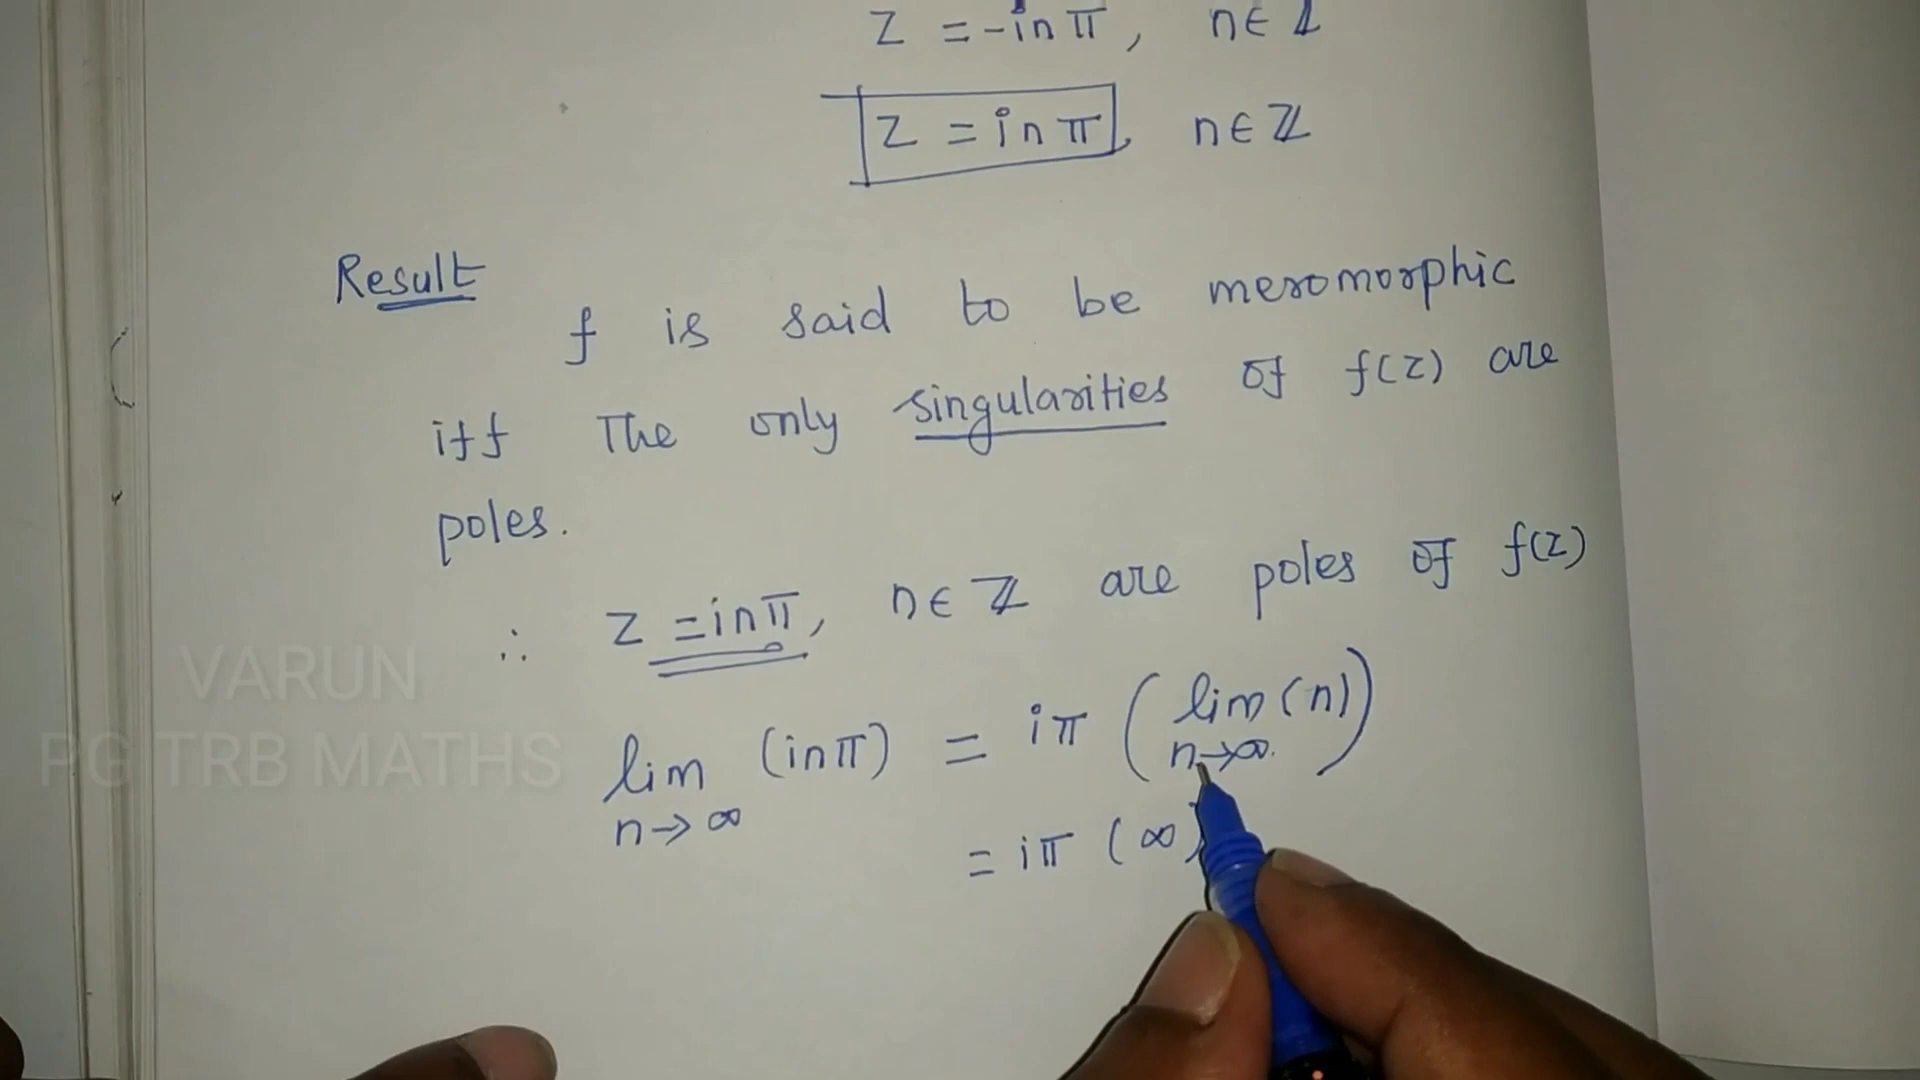 Z = -inπ, n∈ℤ
Z = inπ, n∈ℤ
Result
f is said to be meromorphic
iff The only singularities of f(z) are
poles.
∴ Z = inπ, n∈ℤ are poles of f(z)
lim n→∞ (inπ) = iπ (lim n→∞ (n))
= iπ (∞)
VARUN
PG TRB MATHS